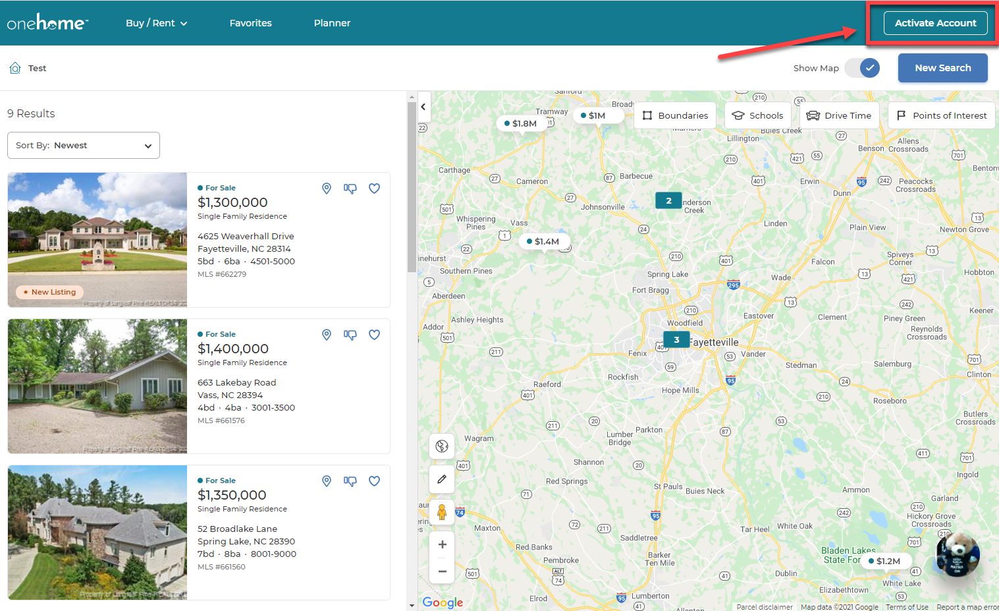 onehome™
Buy / Rent
Favorites
Planner
Activate Account
Test
Show Map
New Search
9 Results
Sort By: Newest
For Sale
$1,300,000
Single Family Residence
4625 Weaverhall Drive
Fayetteville, NC 28314
5bd · 6ba · 4501-5000
MLS #662279
New Listing
For Sale
$1,400,000
Single Family Residence
663 Lakebay Road
Vass, NC 28394
4bd · 4ba · 3001-3500
MLS #661576
For Sale
$1,350,000
Single Family Residence
52 Broadlake Lane
Spring Lake, NC 28390
7bd · 8ba · 8001-9000
MLS #661560
Boundaries
Schools
Drive Time
Points of Interest
Sanford
Tramway
$1.8M
$1M
Lillington
Bules Creek
Benson
Allens
Crossroads
Carthage
Cameron
Barbecue
Erwin
Dunn
Peacocks
Crossroads
Johnsonville
2
Anderson
Creek
Whispering
Pines
Vass
$1.4M
Linden
Plain View
Newton Grove
Southern Pines
Spring Lake
Falcon
Spiveys
Corner
Hobbton
Aberdeen
Fort Bragg
Wade
Keener
Addor
Ashley Heights
Woodfield
Eastover
Clement
Piney Green
Reynolds
Crossroads
3
Fayetteville
Fenix
Vander
Stedman
Salemburg
Clinton
Raeford
Rockfish
Hope Mills
Roseboro
Butlers
Crossroads
Wagram
Lumber
Bridge
Parkton
Shannon
Red Springs
St Pauls
Buies Neck
Ammon
Ingold
Garland
Maxton
Tar Heel
White Oak
Hickory Grove
Crossroads
Saddletree
Red Banks
Barker
Ten Mile
Bladen Lakes
State For
$1.2M
Pembroke
Dublin
White Lake
Elizabethtown
Elrod
Lumberton
Allenton
Google
Parcel disclaimer
Map data ©2021 Google
Terms of Use
Report a map error